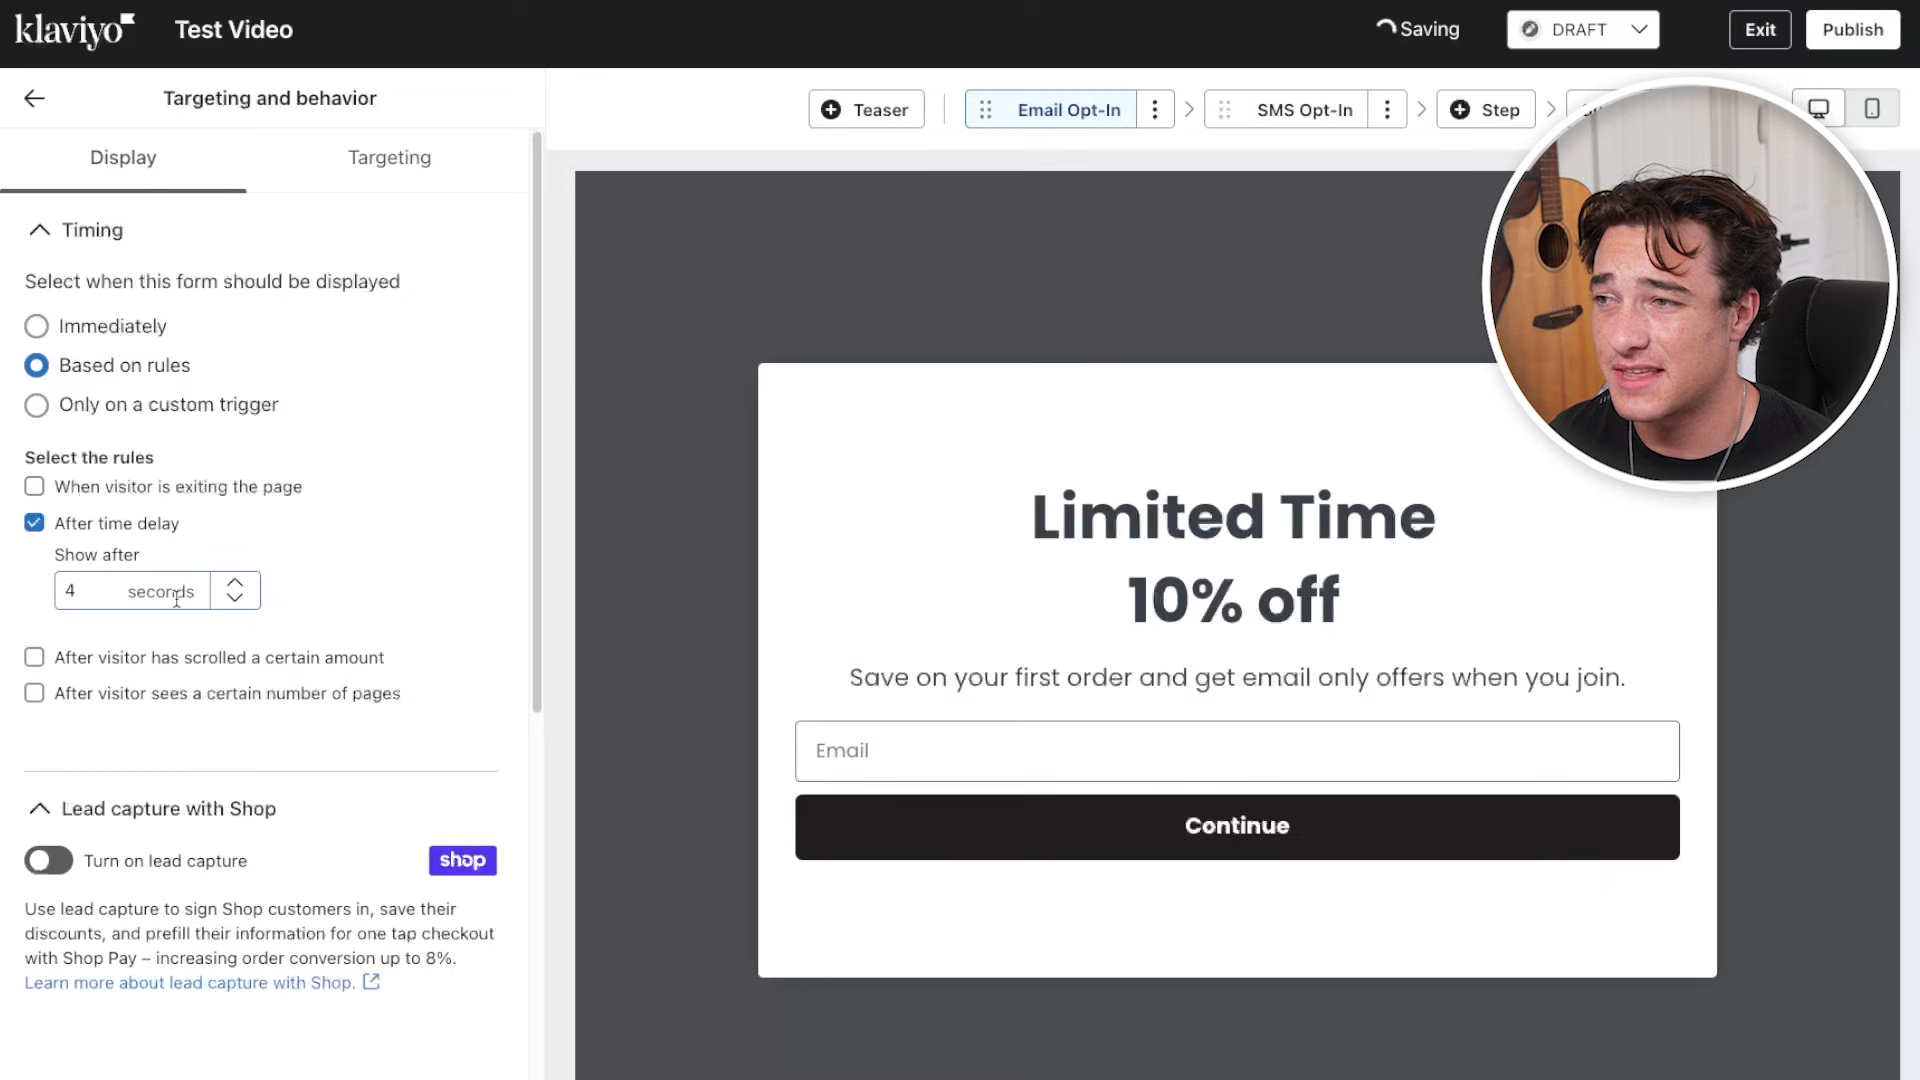 klaviyo
Test Video
Saving
DRAFT
Exit
Publish
Targeting and behavior
Teaser
Email Opt-In
SMS Opt-In
Step
Display
Targeting
Timing
Select when this form should be displayed
Immediately
Based on rules
Only on a custom trigger
Select the rules
When visitor is exiting the page
After time delay
Show after
4 seconds
After visitor has scrolled a certain amount
After visitor sees a certain number of pages
Lead capture with Shop
Turn on lead capture
shop
Use lead capture to sign Shop customers in, save their
discounts, and prefill their information for one tap checkout
with Shop Pay – increasing order conversion up to 8%.
Learn more about lead capture with Shop.
Limited Time
10% off
Save on your first order and get email only offers when you join.
Email
Continue